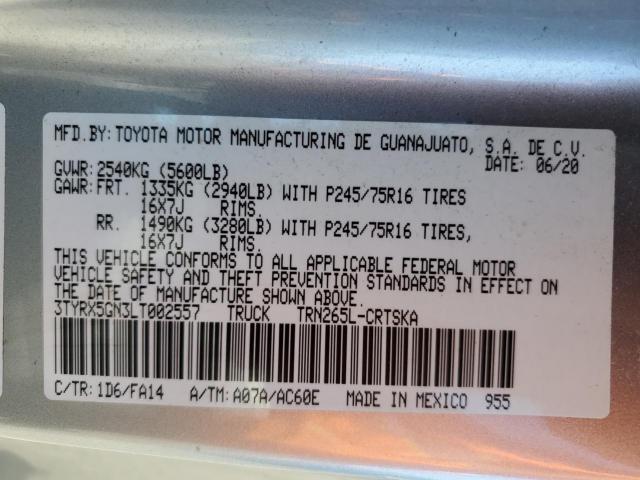 MFD.BY: TOYOTA MOTOR MANUFACTURING DE GUANAJUATO, S.A. DE C.V.
DATE: 06/20
GVWR: 2540KG (5600LB)
GAWR: FRT. 1335KG (2940LB) WITH P245/75R16 TIRES
16X7J RIMS.
RR. 1490KG (3280LB) WITH P245/75R16 TIRES,
16X7J RIMS.
THIS VEHICLE CONFORMS TO ALL APPLICABLE FEDERAL MOTOR
VEHICLE SAFETY AND THEFT PREVENTION STANDARDS IN EFFECT ON
THE DATE OF MANUFACTURE SHOWN ABOVE.
3TYRX5GN3LT002557 TRUCK TRN265L-CRTSKA
C/TR: 1D6/FA14 A/TM: A07A/AC60E MADE IN MEXICO 955